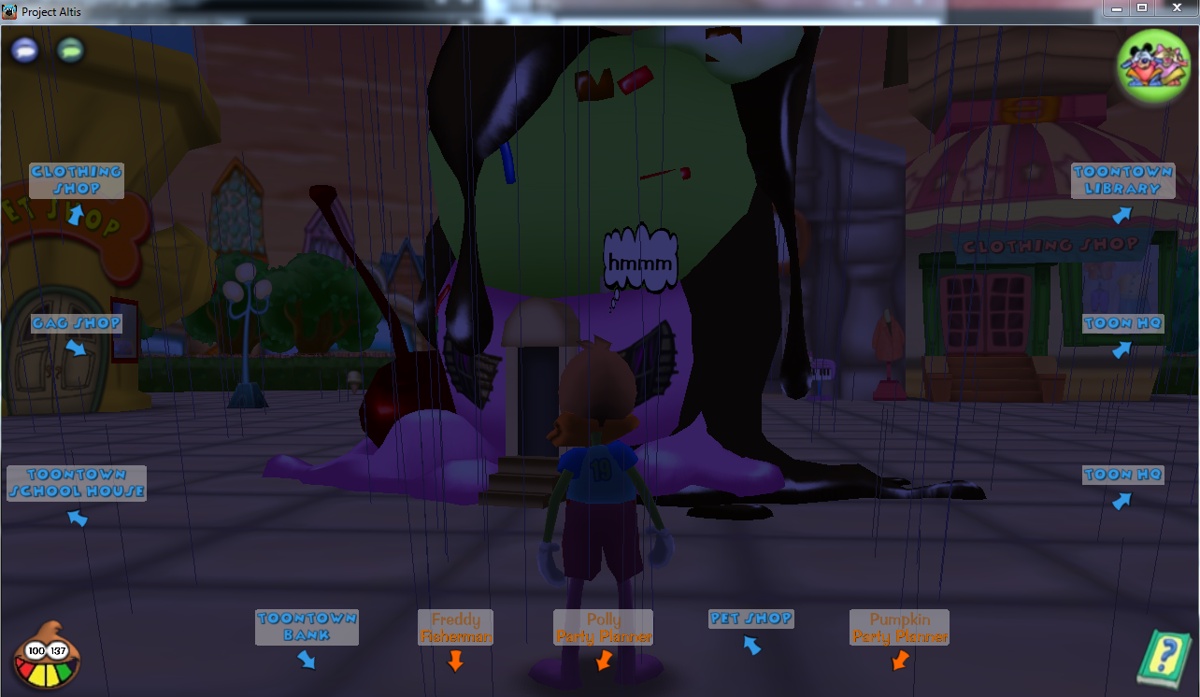 Project Altis
CLOTHING
SHOP
ET SHOP
GAG SHOP
TOONTOWN
SCHOOL HOUSE
hmmm
TOONTOWN
LIBRARY
CLOTHING SHOP
TOON HQ
TOON HQ
19
TOONTOWN
BANK
Freddy
Fisherman
Polly
Party Planner
PET SHOP
Pumpkin
Party Planner
100 137
?